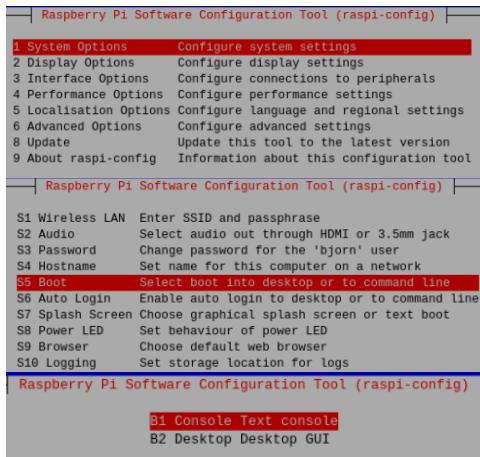 Raspberry Pi Software Configuration Tool (raspi-config)
1 System Options Configure system settings
2 Display Options Configure display settings
3 Interface Options Configure connections to peripherals
4 Performance Options Configure performance settings
5 Localisation Options Configure language and regional settings
6 Advanced Options Configure advanced settings
8 Update Update this tool to the latest version
9 About raspi-config Information about this configuration tool
Raspberry Pi Software Configuration Tool (raspi-config)
S1 Wireless LAN Enter SSID and passphrase
S2 Audio Select audio out through HDMI or 3.5mm jack
S3 Password Change password for the 'bjorn' user
S4 Hostname Set name for this computer on a network
S5 Boot Select boot into desktop or to command line
S6 Auto Login Enable auto login to desktop or to command line
S7 Splash Screen Choose graphical splash screen or text boot
S8 Power LED Set behaviour of power LED
S9 Browser Choose default web browser
S10 Logging Set storage location for logs
Raspberry Pi Software Configuration Tool (raspi-config)
B1 Console Text console
B2 Desktop Desktop GUI